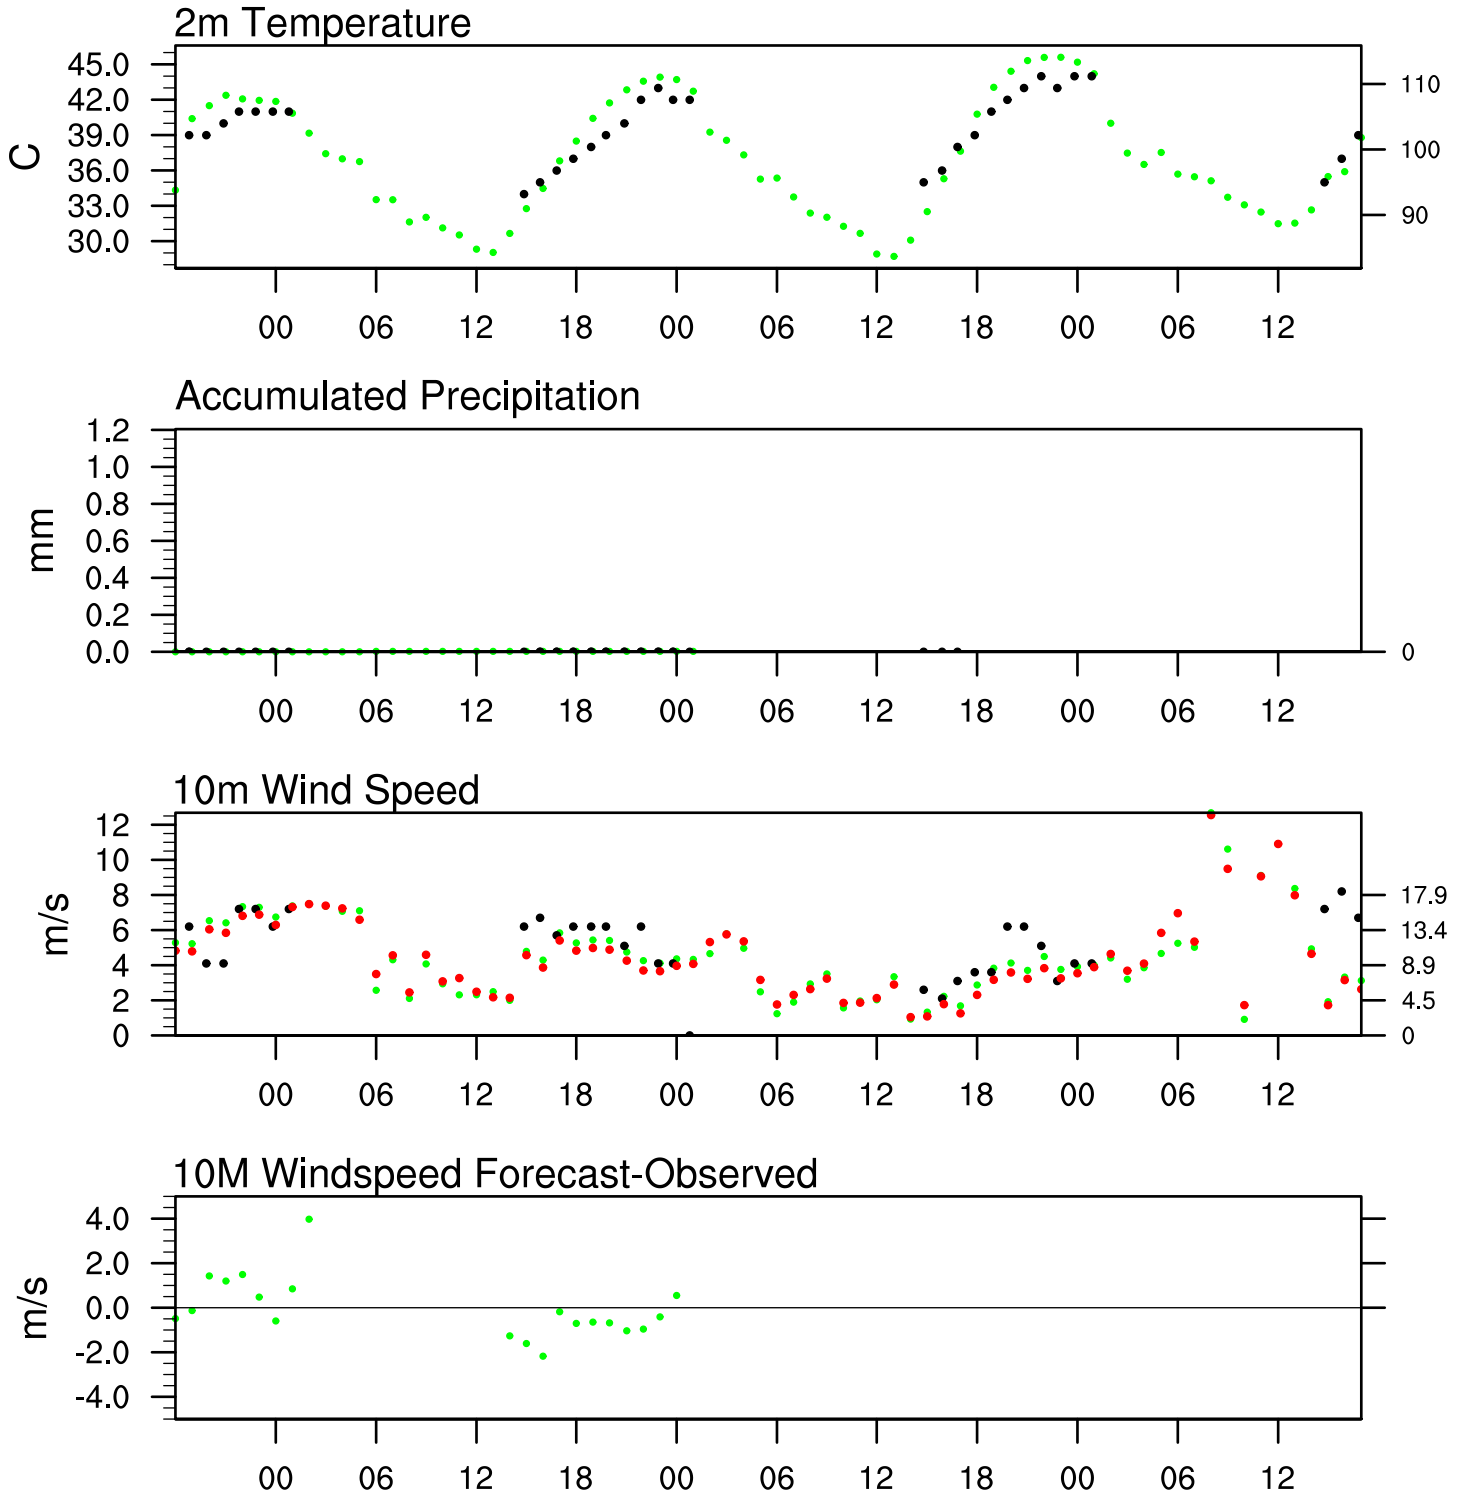 2m Temperature
45.0
42.0
39.0
36.0
33.0
30.0
C
110
100
90
00 06 12 18 00 06 12 18 00 06 12
Accumulated Precipitation
1.2
1.0
0.8
0.6
0.4
0.2
0.0
mm
0
00 06 12 18 00 06 12 18 00 06 12
10m Wind Speed
12
10
8
6
4
2
0
m/s
17.9
13.4
8.9
4.5
0
00 06 12 18 00 06 12 18 00 06 12
10M Windspeed Forecast-Observed
4.0
2.0
0.0
-2.0
-4.0
m/s
00 06 12 18 00 06 12 18 00 06 12